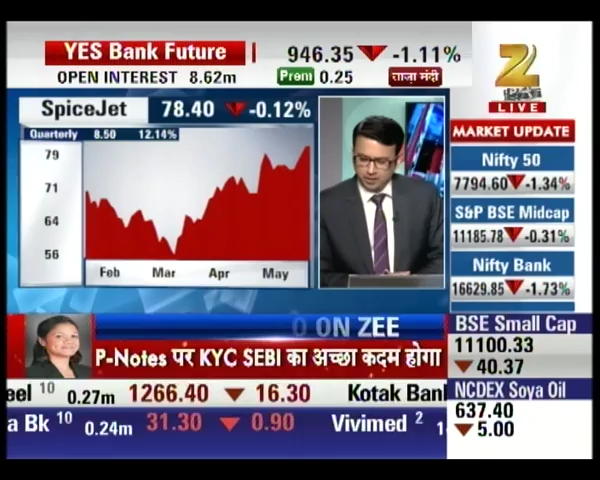 YES Bank Future
946.35 -1.11%
OPEN INTEREST 8.62m
Prem 0.25
ताज़ा मंदी
LIVE
SpiceJet 78.40 -0.12%
Quarterly 8.50 12.14%
79
71
64
56
Feb Mar Apr May
MARKET UPDATE
Nifty 50
7794.60 -1.34%
S&P BSE Midcap
11185.78 -0.31%
Nifty Bank
16629.85 -1.73%
O ON ZEE
P-Notes पर KYC SEBI का अच्छा कदम होगा
BSE Small Cap
11100.33
40.37
NCDEX Soya Oil
637.40
5.00
eel 10 0.27m 1266.40 16.30 Kotak Bank
a Bk 10 0.24m 31.30 0.90 Vivimed 2